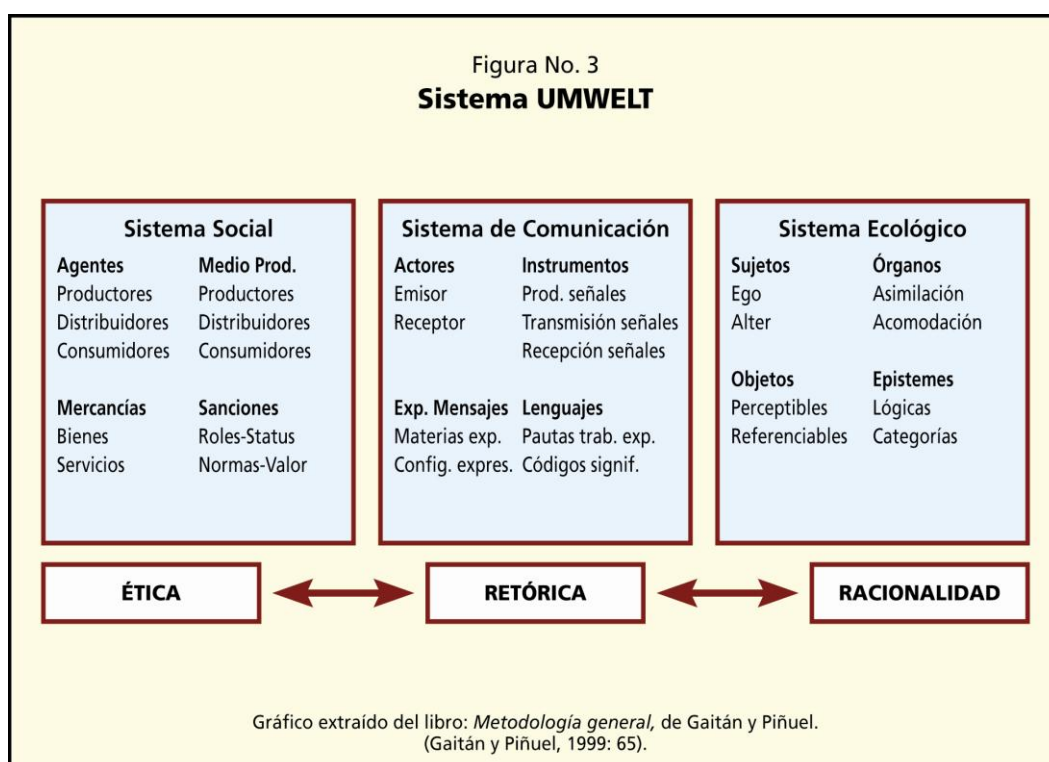 Figura No. 3
Sistema UMWELT
Sistema Social
Agentes Medio Prod.
Productores Productores
Distribuidores Distribuidores
Consumidores Consumidores
Mercancías Sanciones
Bienes Roles-Status
Servicios Normas-Valor
Sistema de Comunicación
Actores Instrumentos
Emisor Prod. señales
Receptor Transmisión señales
Recepción señales
Exp. Mensajes Lenguajes
Materias exp. Pautas trab. exp.
Config. expres. Códigos signif.
Sistema Ecológico
Sujetos Órganos
Ego Asimilación
Alter Acomodación
Objetos Epistemes
Perceptibles Lógicas
Referenciables Categorías
ÉTICA
RETÓRICA
RACIONALIDAD
Gráfico extraído del libro: Metodología general, de Gaitán y Piñuel.
(Gaitán y Piñuel, 1999: 65).